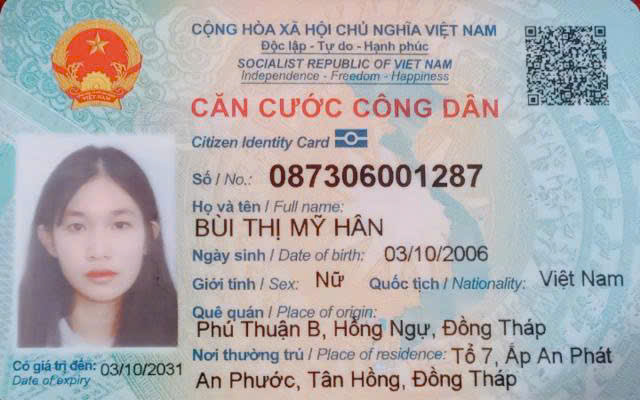 CỘNG HÒA XÃ HỘI CHỦ NGHĨA VIỆT NAM
Độc lập - Tự do - Hạnh phúc
SOCIALIST REPUBLIC OF VIET NAM
Independence - Freedom - Happiness
CĂN CƯỚC CÔNG DÂN
Citizen Identity Card
Số / No.: 087306001287
Họ và tên / Full name:
BÙI THỊ MỸ HÂN
Ngày sinh / Date of birth: 03/10/2006
Giới tính / Sex: Nữ Quốc tịch / Nationality: Việt Nam
Quê quán / Place of origin:
Phú Thuận B, Hồng Ngự, Đồng Tháp
Nơi thường trú / Place of residence: Tổ 7, Ấp An Phát
An Phước, Tân Hồng, Đồng Tháp
Có giá trị đến: 03/10/2031
Date of expiry
VIỆT NAM